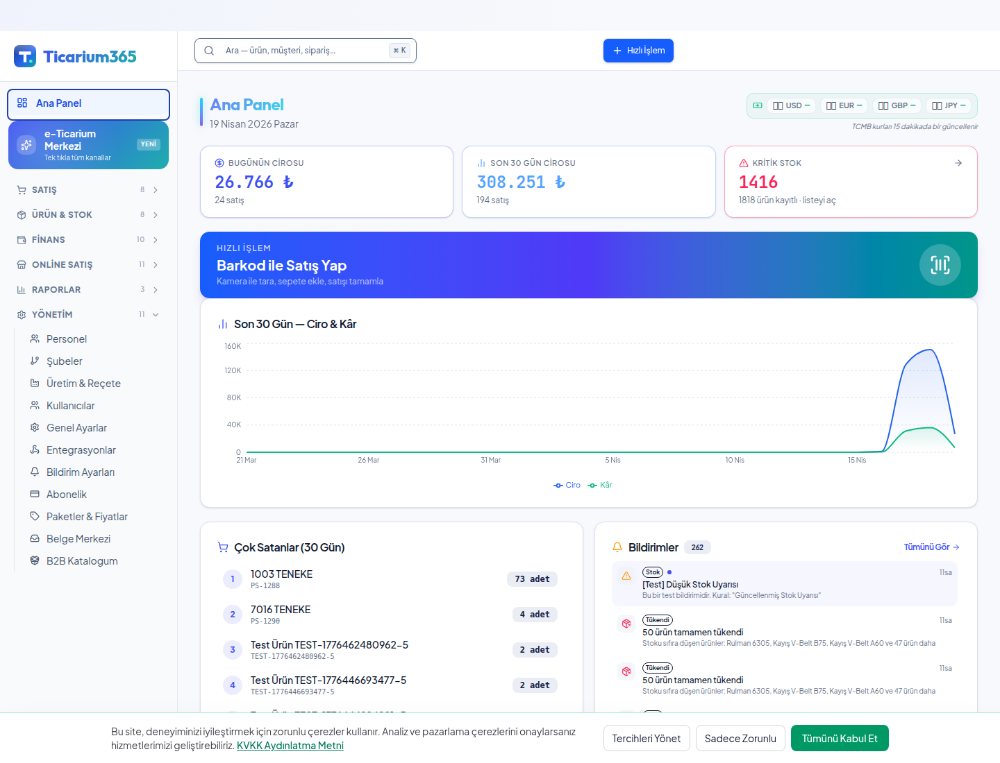 Ticarium365
Ara — ürün, müşteri, sipariş...
⌘ K
Hızlı İşlem
Ana Panel
e-Ticarium
Merkezi
Tek tıkla tüm kanallar
YENİ
SATIŞ 8
ÜRÜN & STOK 8
FİNANS 10
ONLİNE SATIŞ 11
RAPORLAR 3
YÖNETİM 11
Personel
Şubeler
Üretim & Reçete
Kullanıcılar
Genel Ayarlar
Entegrasyonlar
Bildirim Ayarları
Abonelik
Paketler & Fiyatlar
Belge Merkezi
B2B Katalogum
Ana Panel
19 Nisan 2026 Pazar
USD —
EUR —
GBP —
JPY —
TCMB kurları 15 dakikada bir güncellenir
BUGÜNÜN CİROSU
26.766 ₺
24 satış
SON 30 GÜN CİROSU
308.251 ₺
194 satış
KRİTİK STOK
1416
1818 ürün kayıtlı · listeyi aç
HIZLI İŞLEM
Barkod ile Satış Yap
Kamera ile tara, sepete ekle, satışı tamamla
Son 30 Gün — Ciro & Kâr
160K
120K
80K
40K
0
21 Mar 26 Mar 31 Mar 5 Nis 10 Nis 15 Nis
Ciro Kâr
Çok Satanlar (30 Gün)
1 1003 TENEKE 73 adet
PS-1288
2 7016 TENEKE 4 adet
PS-1290
3 Test Ürün TEST-1776462480962-5 2 adet
TEST-1776462480962-5
4 Test Ürün TEST-1776446693477-5 2 adet
TEST-1776446693477-5
Bildirimler 262
Tümünü Gör →
Stok 11sa
[Test] Düşük Stok Uyarısı
Bu bir test bildirimidir. Kural: "Güncellenmiş Stok Uyarısı"
Tükendi 11sa
50 ürün tamamen tükendi
Stoku sıfıra düşen ürünler: Rulman 6305, Kayış V-Belt B75, Kayış V-Belt A60 ve 47 ürün daha
Tükendi 11sa
50 ürün tamamen tükendi
Stoku sıfıra düşen ürünler: Rulman 6305, Kayış V-Belt B75, Kayış V-Belt A60 ve 47 ürün daha
Bu site, deneyiminizi iyileştirmek için zorunlu çerezler kullanır. Analiz ve pazarlama çerezlerini onaylarsanız
hizmetlerimizi geliştirebiliriz. KVKK Aydınlatma Metni
Tercihleri Yönet
Sadece Zorunlu
Tümünü Kabul Et